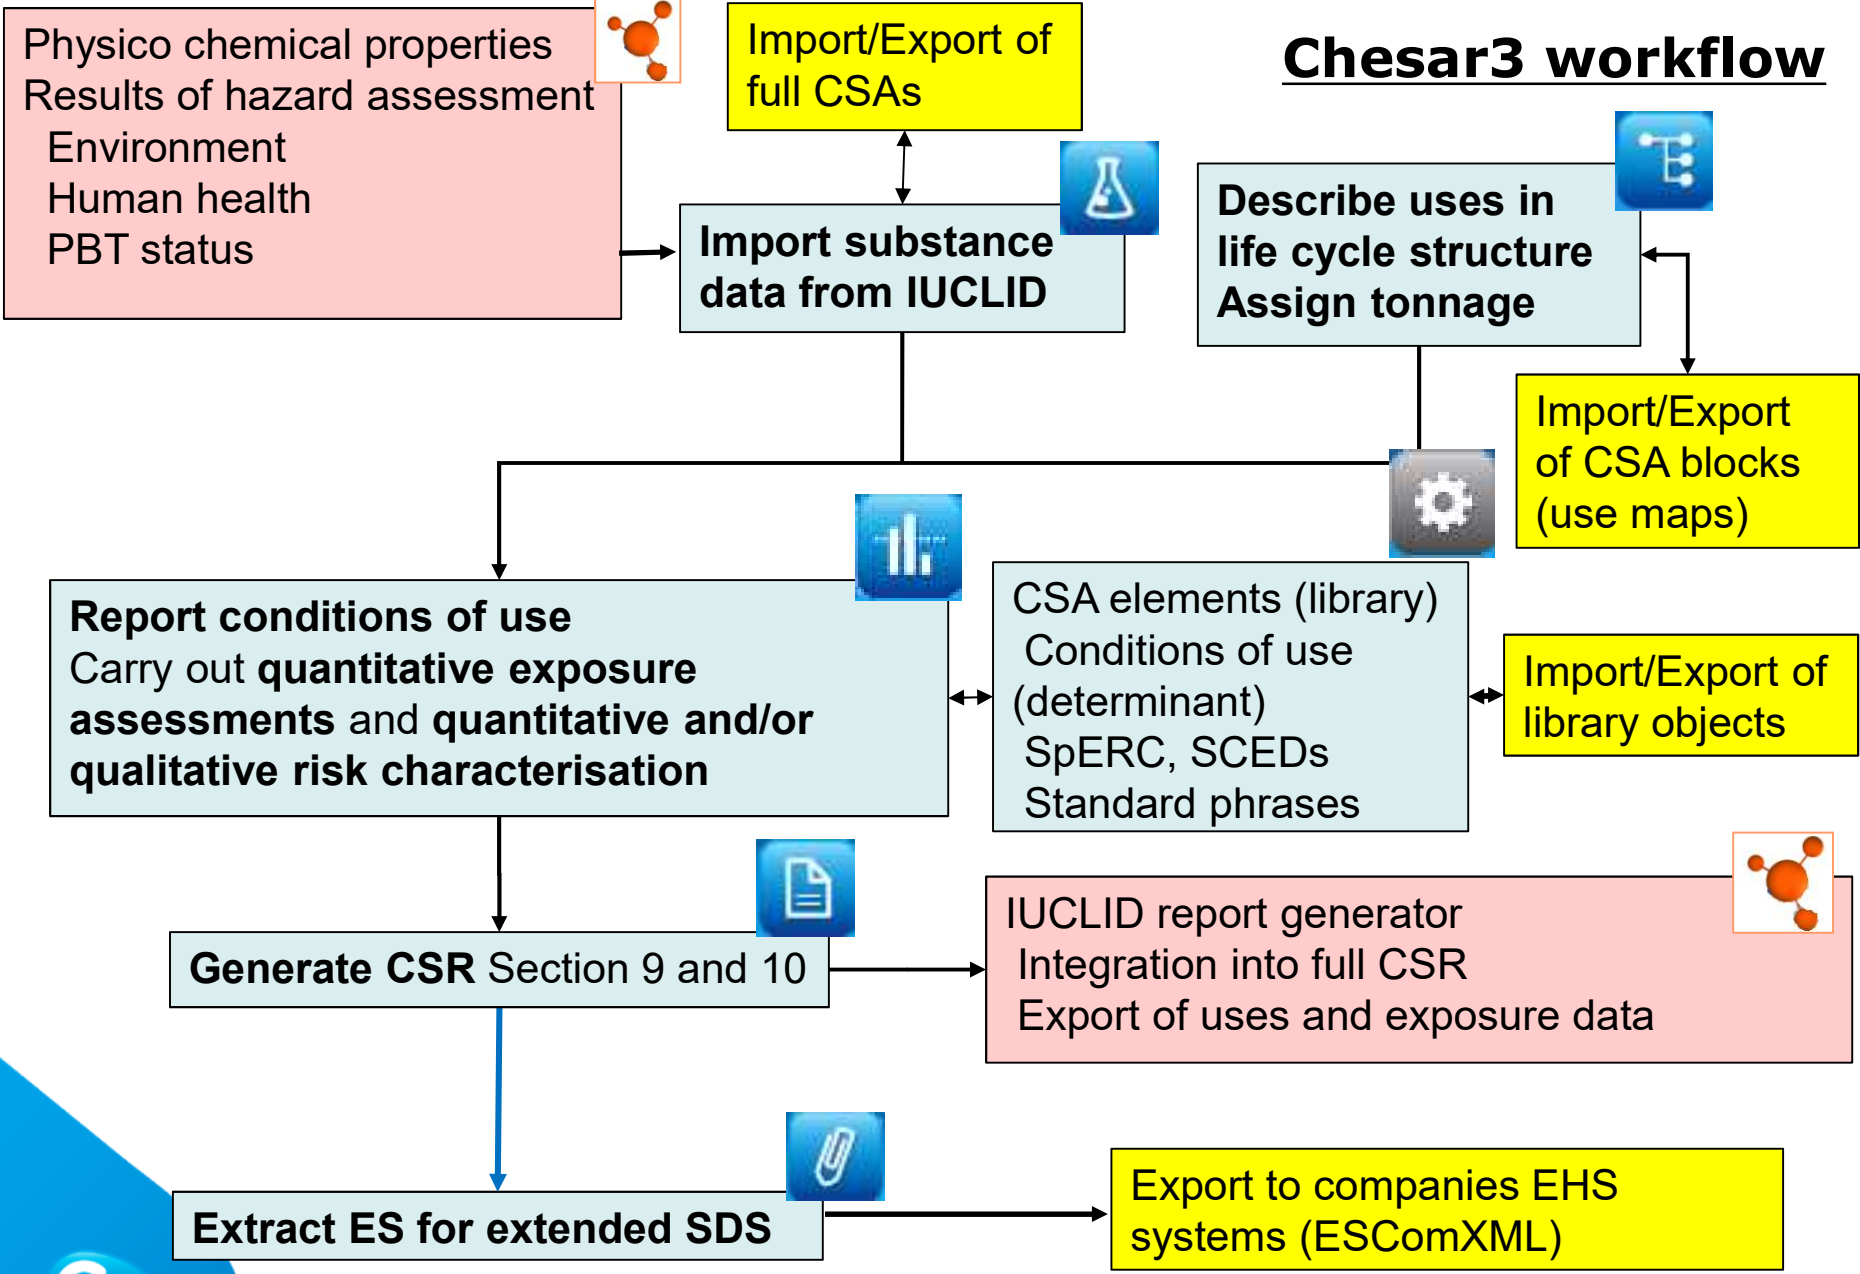 Chesar3 workflow
Physico chemical properties
Results of hazard assessment
Environment
Human health
PBT status
Import/Export of
full CSAs
Import substance
data from IUCLID
Describe uses in
life cycle structure
Assign tonnage
Import/Export
of CSA blocks
(use maps)
Report conditions of use
Carry out quantitative exposure
assessments and quantitative and/or
qualitative risk characterisation
CSA elements (library)
Conditions of use
(determinant)
SpERC, SCEDs
Standard phrases
Import/Export of
library objects
Generate CSR Section 9 and 10
IUCLID report generator
Integration into full CSR
Export of uses and exposure data
Extract ES for extended SDS
Export to companies EHS
systems (ESComXML)